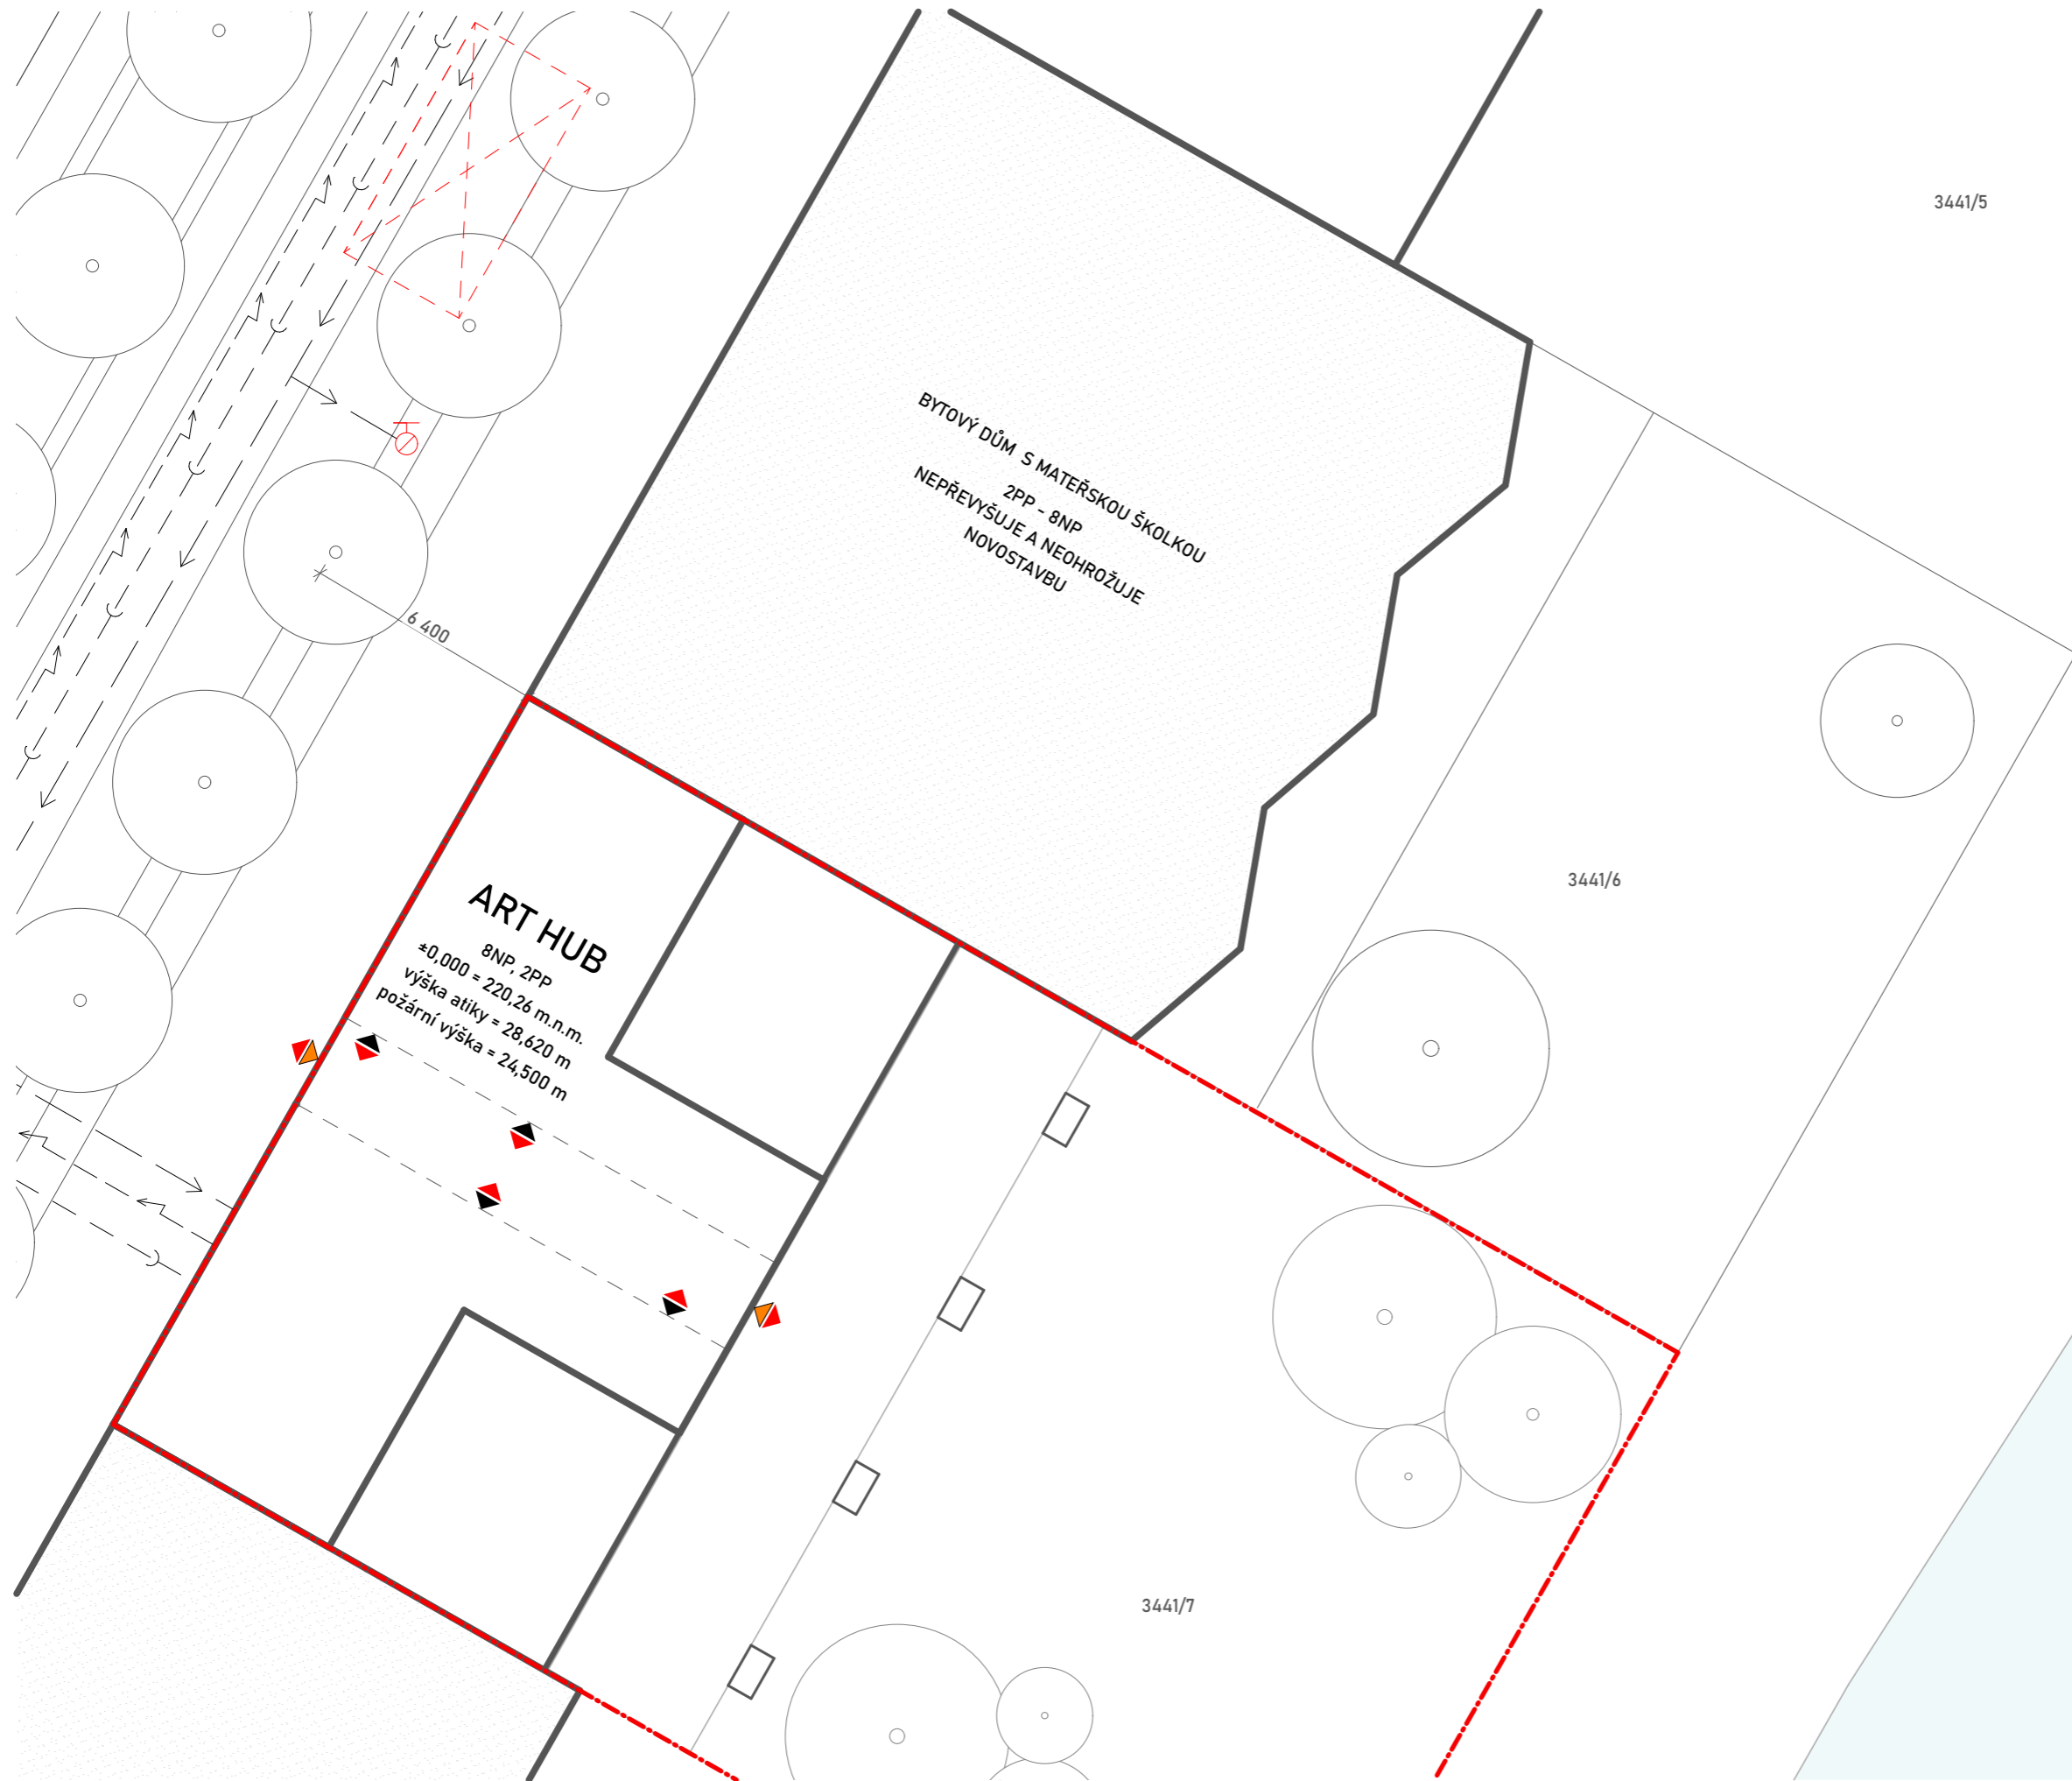 3441/5
BYTOVÝ DŮM S MATEŘSKOU ŠKOLKOU
2PP - 8NP
NEPŘEVYŠUJE A NEOHROŽUJE
NOVOSTAVBU
6 400
3441/6
ART HUB
8NP, 2PP
±0,000 = 220,26 m.n.m.
výška atiky = 28,620 m
požární výška = 24,500 m
3441/7